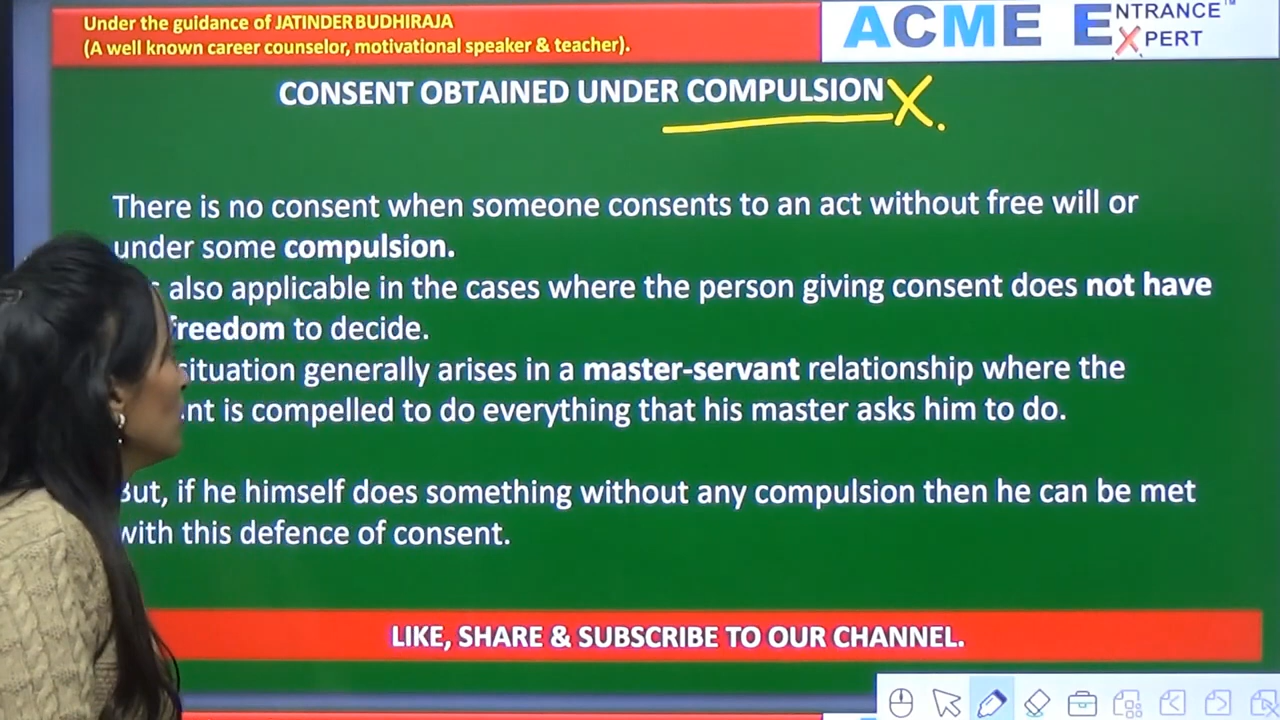 Under the guidance of JATINDER BUDHIRAJA
(A well known career counselor, motivational speaker & teacher).
ACME ENTRANCE™
EXPERT
CONSENT OBTAINED UNDER COMPULSION X.
There is no consent when someone consents to an act without free will or
under some compulsion.
also applicable in the cases where the person giving consent does not have
freedom to decide.
situation generally arises in a master-servant relationship where the
is compelled to do everything that his master asks him to do.
But, if he himself does something without any compulsion then he can be met
with this defence of consent.
LIKE, SHARE & SUBSCRIBE TO OUR CHANNEL.